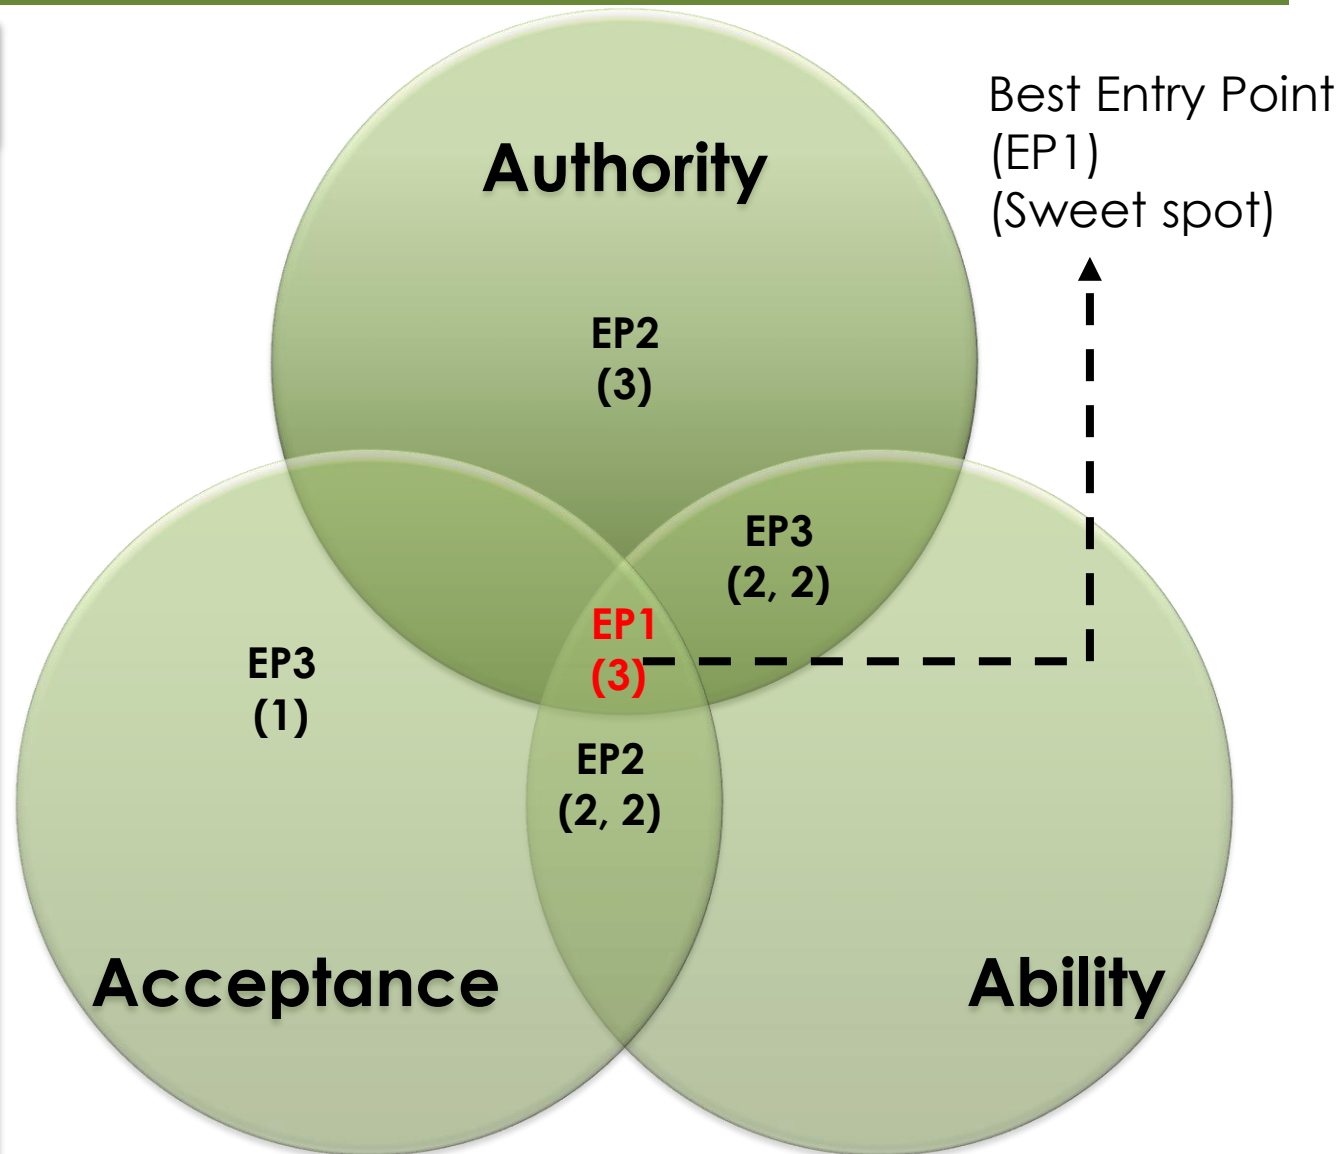 Best Entry Point
(EP1)
(Sweet spot)
Authority
EP2
(3)
EP3
(2, 2)
EP1
(3)
EP3
(1)
EP2
(2, 2)
Acceptance
Ability